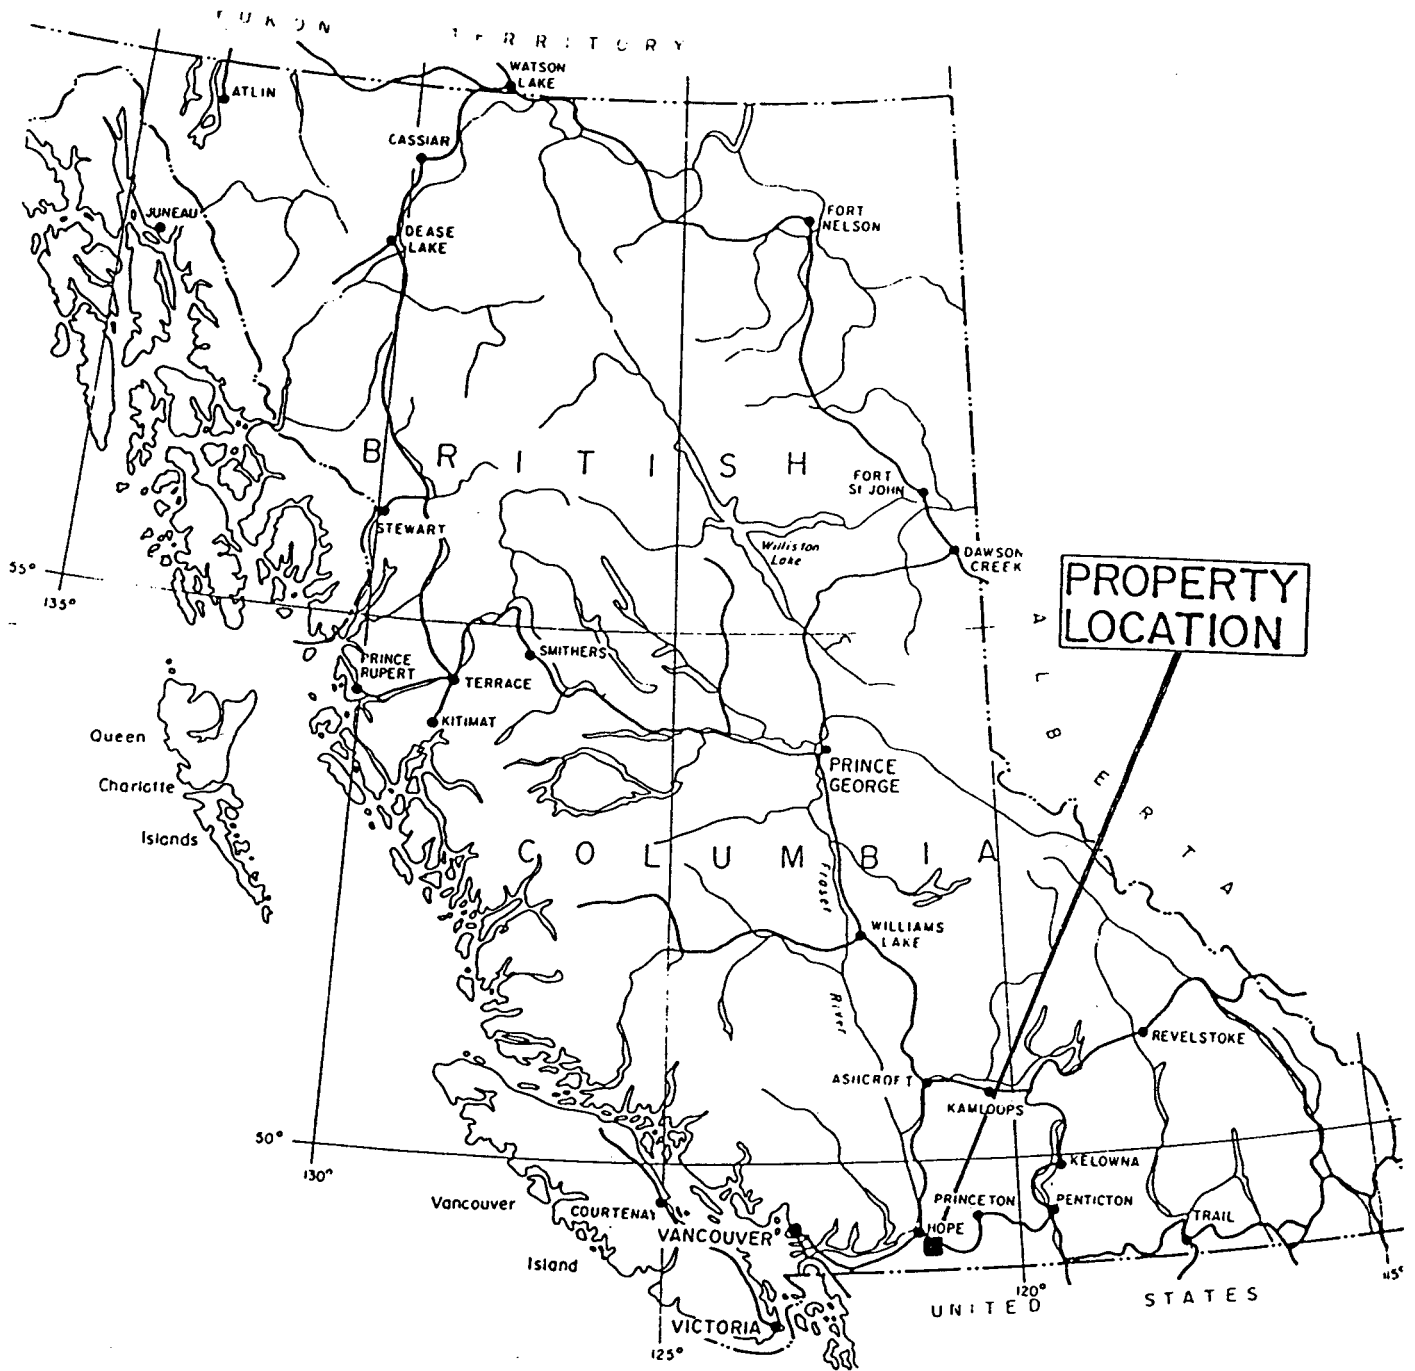 YUKON TERRITORY
WATSON
LAKE
ATLIN
CASSIAR
JUNEAU
DEASE
LAKE
FORT
NELSON
BRITISH
FORT
ST JOHN
STEWART
Williston
Lake
DAWSON
CREEK
PROPERTY
LOCATION
55°
135°
ALBERTA
PRINCE
RUPERT
SMITHERS
TERRACE
KITIMAT
Queen
Charlotte
Islands
PRINCE
GEORGE
COLUMBIA
Fraser
River
WILLIAMS
LAKE
REVELSTOKE
ASHCROFT
KAMLOOPS
50°
130°
KELOWNA
Vancouver
Island
COURTENAY
PRINCETON
PENTICTON
VANCOUVER
HOPE
TRAIL
VICTORIA
125°
120°
115°
UNITED STATES